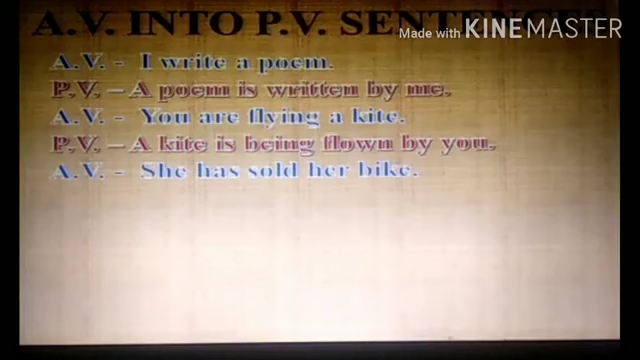 A.V. INTO P.V. SENTENCES
Made with KINEMASTER
A.V. - I write a poem.
P.V. – A poem is written by me.
A.V. - You are flying a kite.
P.V. – A kite is being flown by you.
A.V. - She has sold her bike.